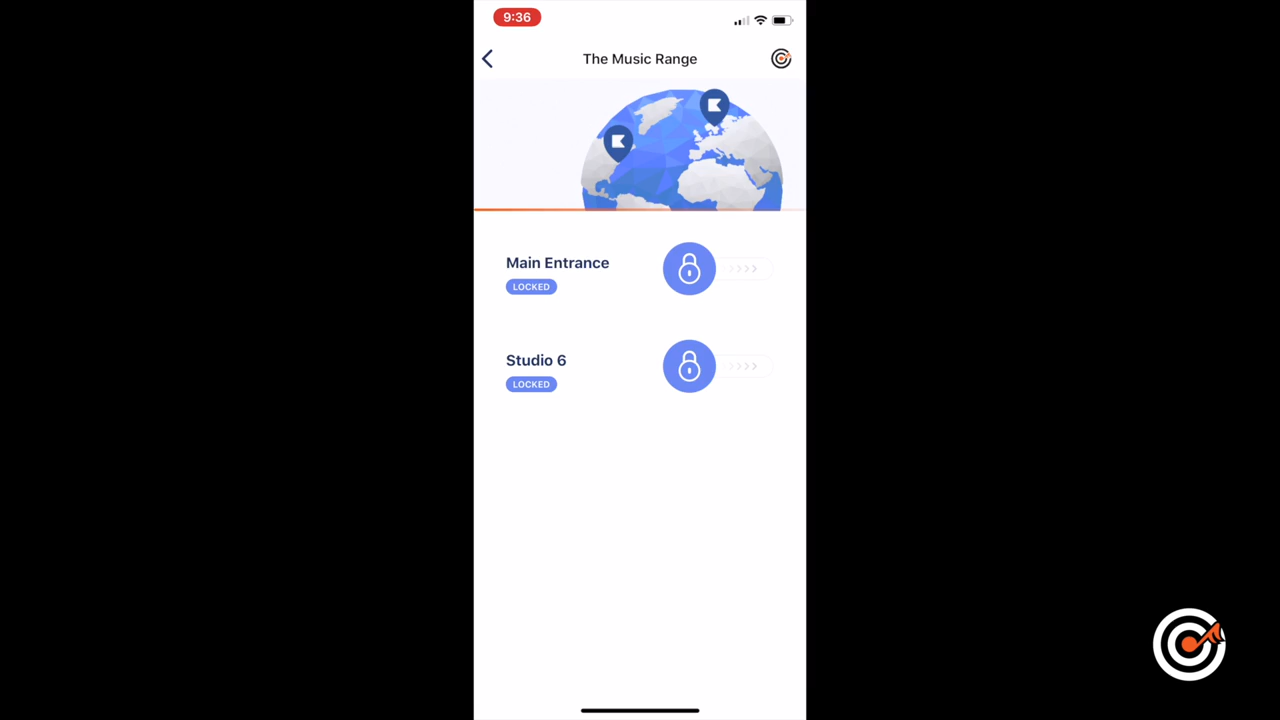 9:36
The Music Range
Main Entrance
LOCKED
Studio 6
LOCKED